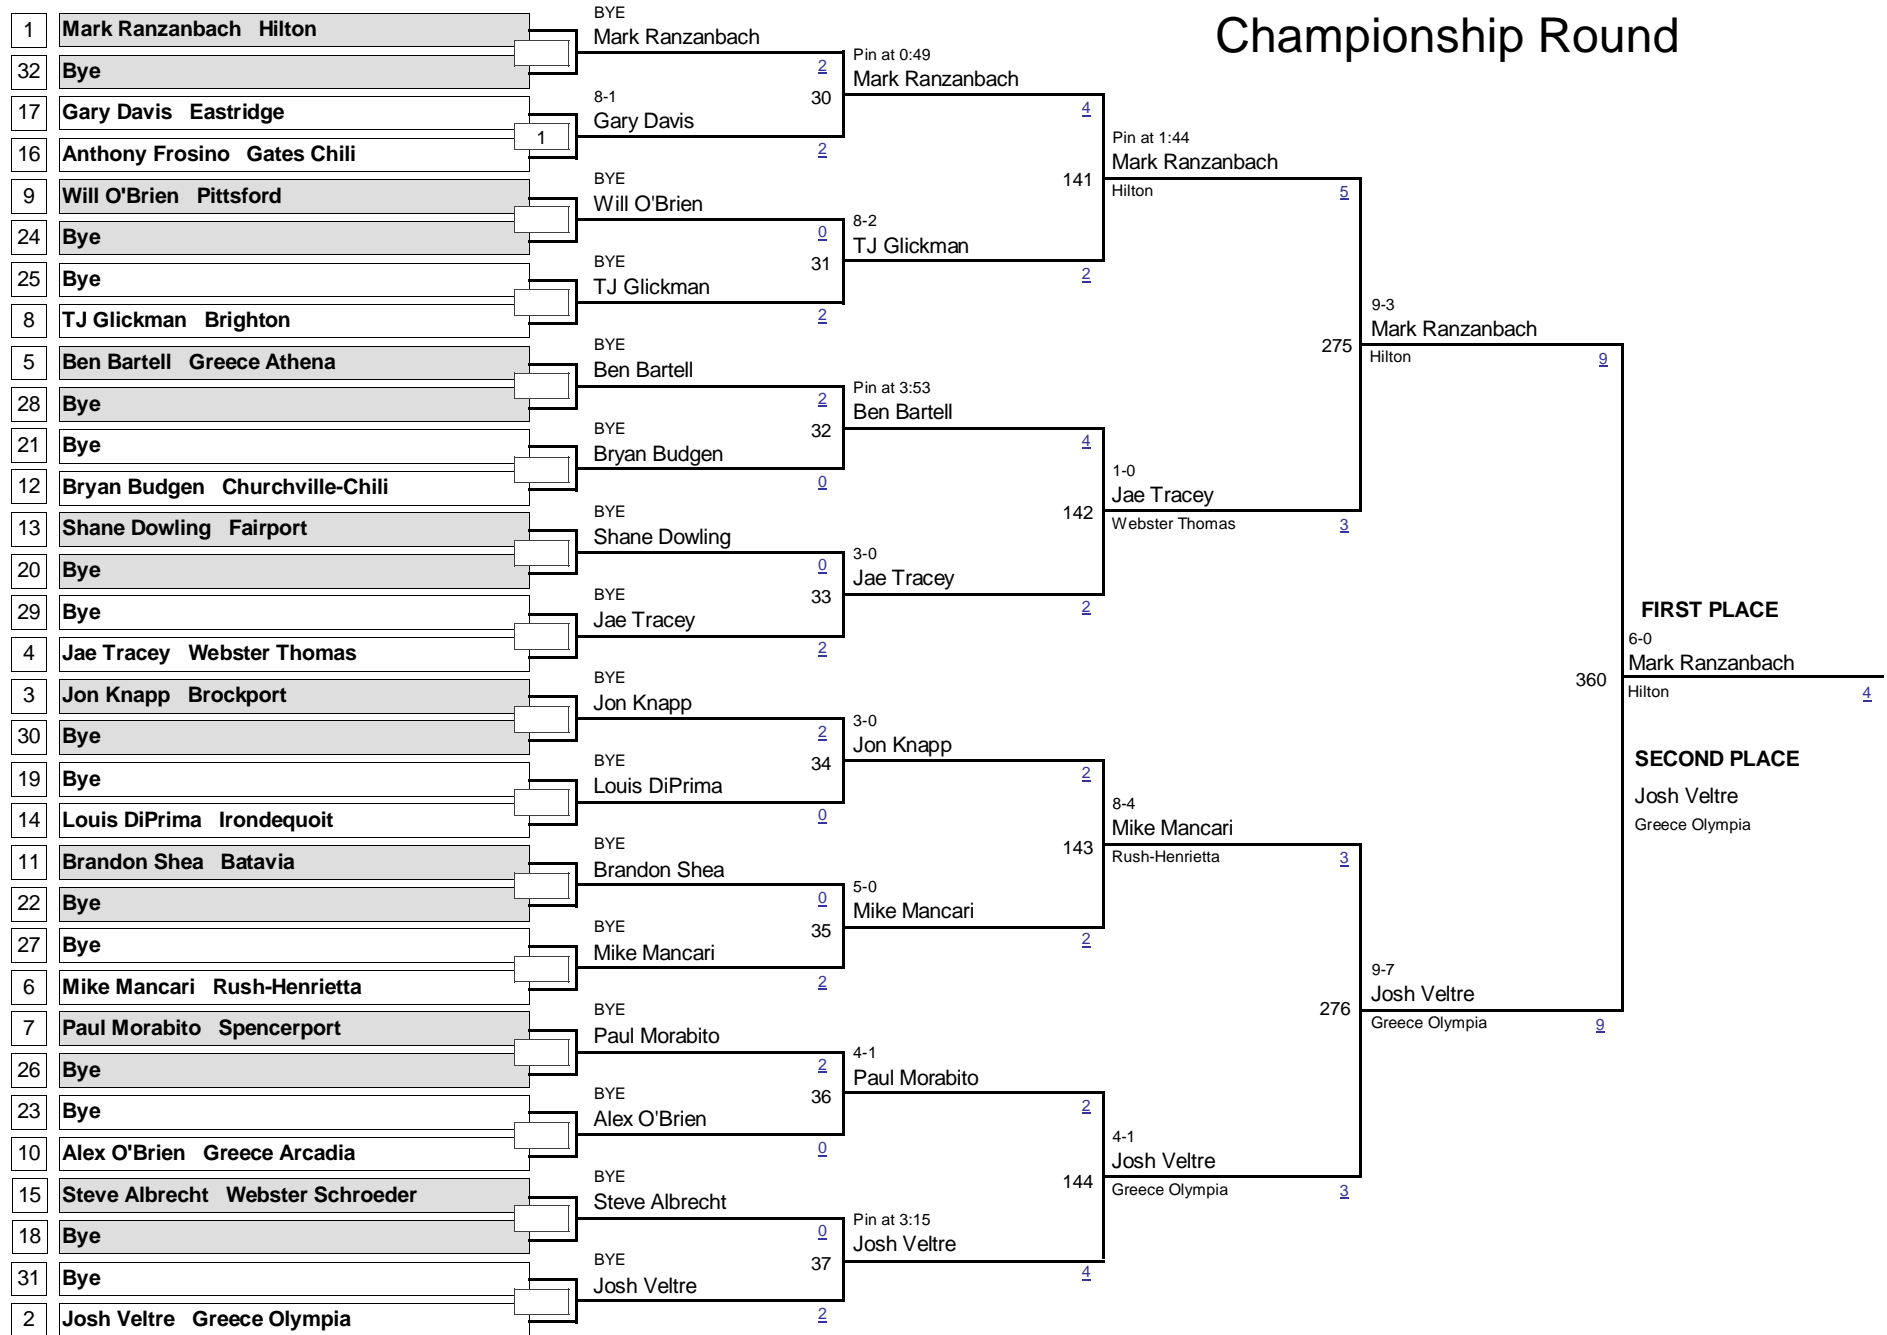 Championship Round
1 Mark Ranzanbach Hilton
32 Bye
17 Gary Davis Eastridge
1
16 Anthony Frosino Gates Chili
9 Will O'Brien Pittsford
24 Bye
25 Bye
8 TJ Glickman Brighton
5 Ben Bartell Greece Athena
28 Bye
21 Bye
12 Bryan Budgen Churchville-Chili
13 Shane Dowling Fairport
20 Bye
29 Bye
4 Jae Tracey Webster Thomas
3 Jon Knapp Brockport
30 Bye
19 Bye
14 Louis DiPrima Irondequoit
11 Brandon Shea Batavia
22 Bye
27 Bye
6 Mike Mancari Rush-Henrietta
7 Paul Morabito Spencerport
26 Bye
23 Bye
10 Alex O'Brien Greece Arcadia
15 Steve Albrecht Webster Schroeder
18 Bye
31 Bye
2 Josh Veltre Greece Olympia
BYE
Mark Ranzanbach
2
30
8-1
Gary Davis
2
BYE
Will O'Brien
0
31
BYE
TJ Glickman
2
BYE
Ben Bartell
2
32
BYE
Bryan Budgen
0
BYE
Shane Dowling
0
33
BYE
Jae Tracey
2
BYE
Jon Knapp
2
34
BYE
Louis DiPrima
0
BYE
Brandon Shea
0
35
BYE
Mike Mancari
2
BYE
Paul Morabito
2
36
BYE
Alex O'Brien
0
BYE
Steve Albrecht
0
37
BYE
Josh Veltre
2
Pin at 0:49
Mark Ranzanbach
4
141
8-2
TJ Glickman
2
Pin at 3:53
Ben Bartell
4
142
3-0
Jae Tracey
2
3-0
Jon Knapp
2
143
5-0
Mike Mancari
2
4-1
Paul Morabito
2
144
Pin at 3:15
Josh Veltre
4
Pin at 1:44
Mark Ranzanbach
Hilton 5
275
1-0
Jae Tracey
Webster Thomas 3
8-4
Mike Mancari
Rush-Henrietta 3
276
4-1
Josh Veltre
Greece Olympia 3
9-3
Mark Ranzanbach
Hilton 9
360
9-7
Josh Veltre
Greece Olympia 9
FIRST PLACE
6-0
Mark Ranzanbach
Hilton 4
SECOND PLACE
Josh Veltre
Greece Olympia